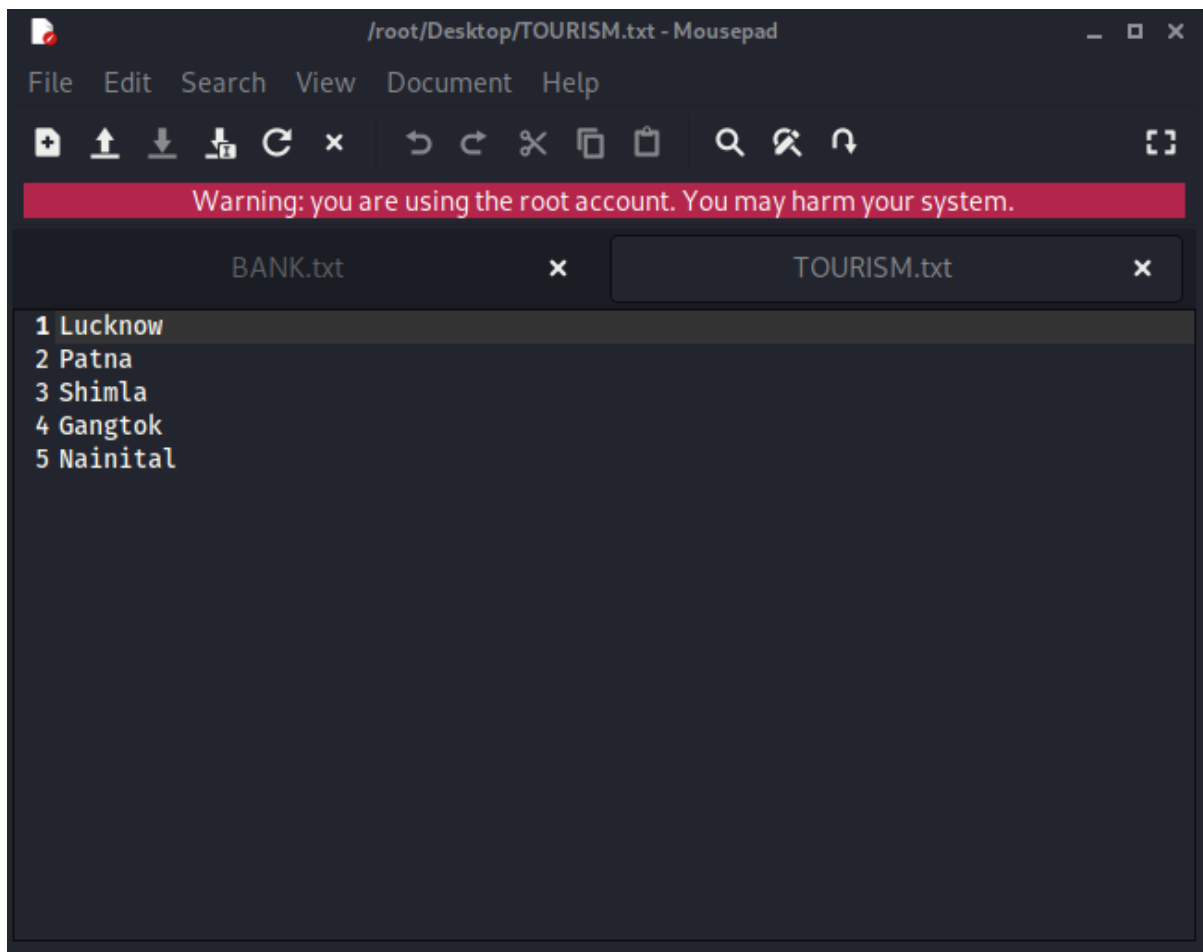 /root/Desktop/TOURISM.txt - Mousepad
File Edit Search View Document Help
Warning: you are using the root account. You may harm your system.
BANK.txt TOURISM.txt
1 Lucknow
2 Patna
3 Shimla
4 Gangtok
5 Nainital